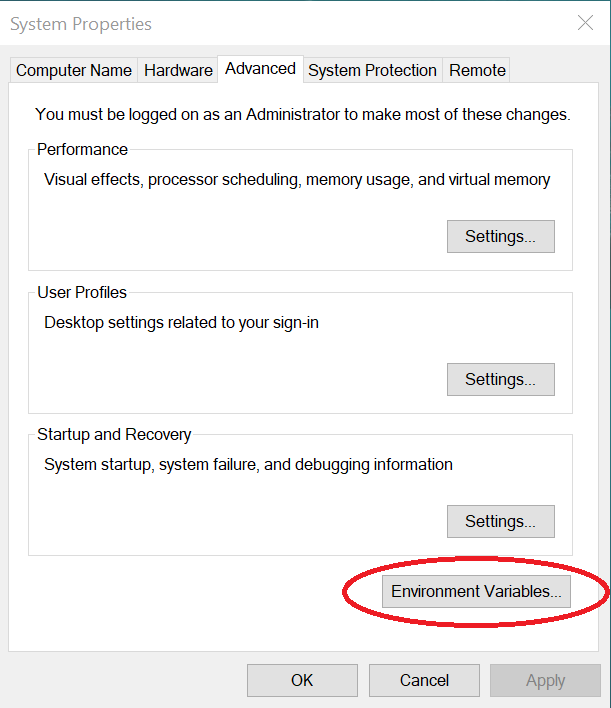 System Properties
Computer Name Hardware Advanced System Protection Remote
You must be logged on as an Administrator to make most of these changes.
Performance
Visual effects, processor scheduling, memory usage, and virtual memory
Settings...
User Profiles
Desktop settings related to your sign-in
Settings...
Startup and Recovery
System startup, system failure, and debugging information
Settings...
Environment Variables...
OK Cancel Apply